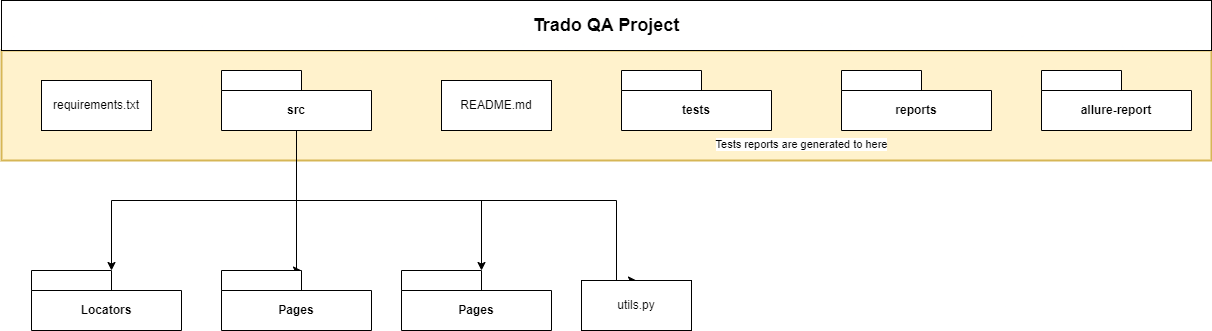 Trado QA Project
requirements.txt
src
README.md
tests
reports
allure-report
Tests reports are generated to here
Locators
Pages
Pages
utils.py